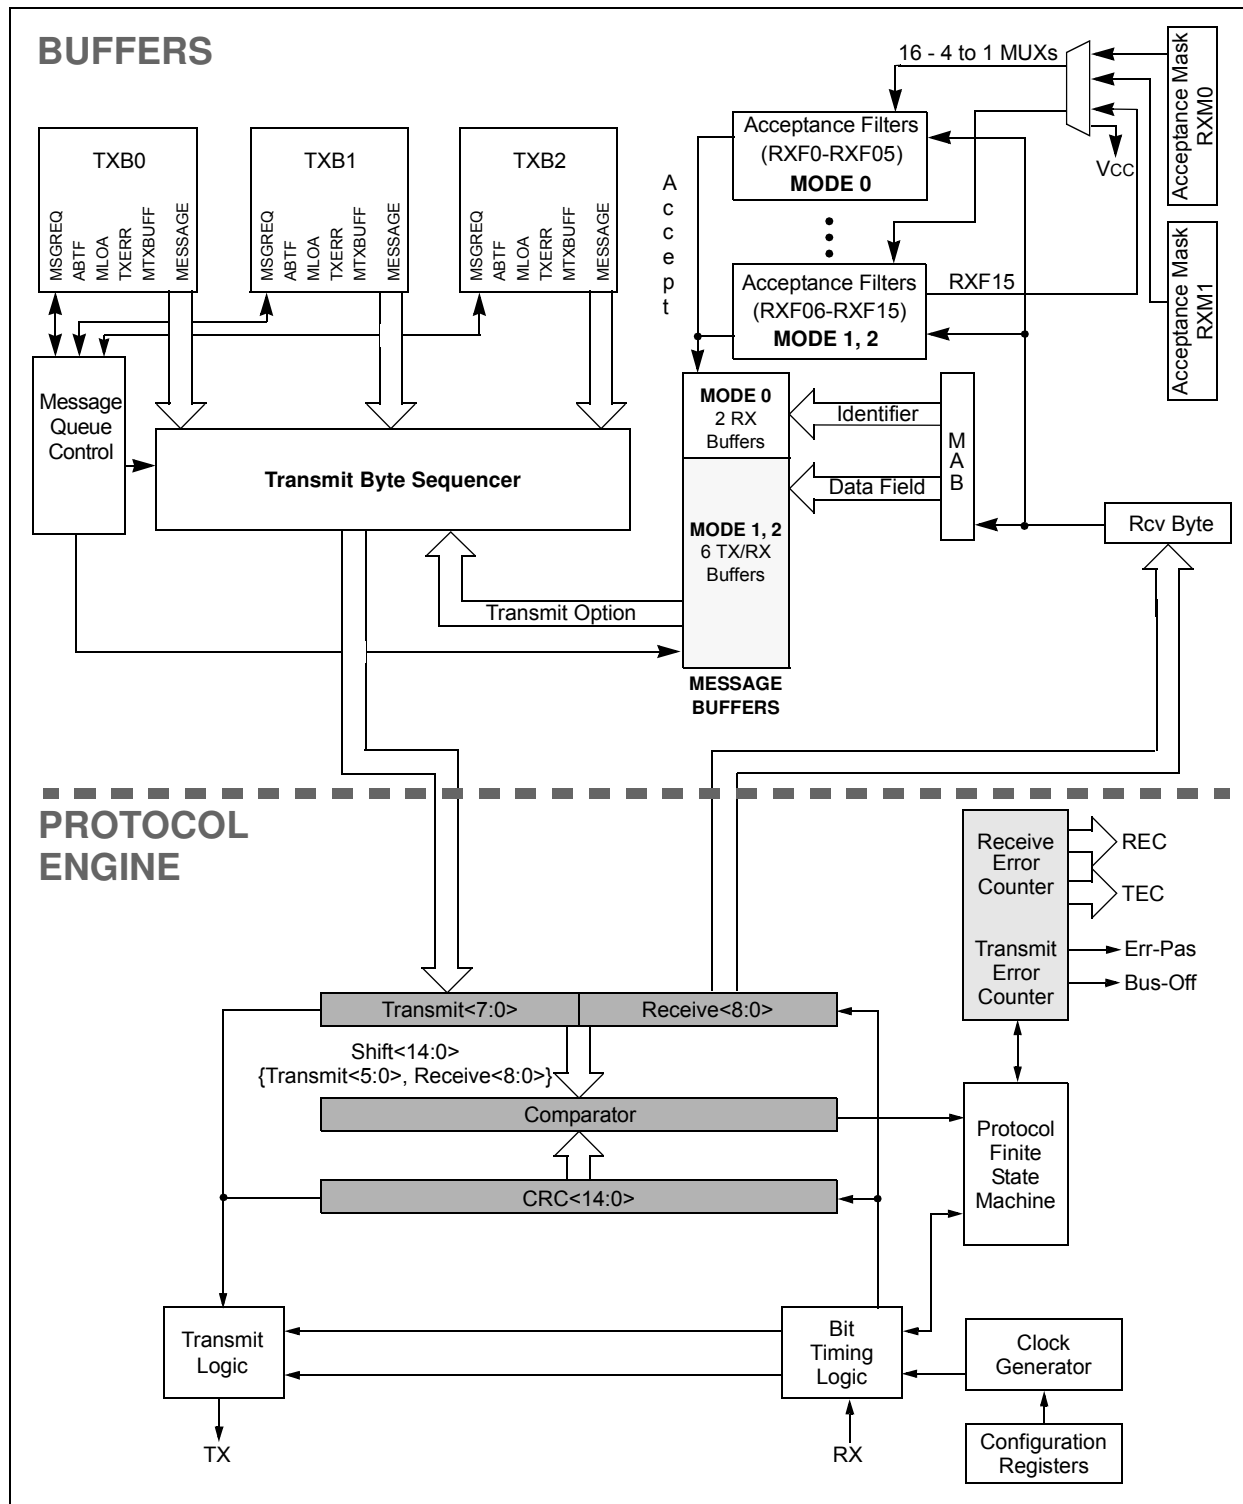 BUFFERS
16 - 4 to 1 MUXs
Acceptance Mask
RXM0
VCC
Acceptance Mask
RXM1
TXB0
MSGREQ
ABTF
MLOA
TXERR
MTXBUFF
MESSAGE
TXB1
MSGREQ
ABTF
MLOA
TXERR
MTXBUFF
MESSAGE
TXB2
MSGREQ
ABTF
MLOA
TXERR
MTXBUFF
MESSAGE
Accept
Acceptance Filters
(RXF0-RXF05)
MODE 0
Acceptance Filters
(RXF06-RXF15)
MODE 1, 2
RXF15
Message
Queue
Control
Transmit Byte Sequencer
MODE 0
2 RX
Buffers
Identifier
Data Field
MAB
MODE 1, 2
6 TX/RX
Buffers
Rcv Byte
Transmit Option
MESSAGE
BUFFERS
PROTOCOL
ENGINE
Receive
Error
Counter
REC
TEC
Transmit
Error
Counter
Err-Pas
Bus-Off
Transmit<7:0>
Receive<8:0>
Shift<14:0>
{Transmit<5:0>, Receive<8:0>}
Comparator
CRC<14:0>
Protocol
Finite
State
Machine
Transmit
Logic
Bit
Timing
Logic
Clock
Generator
TX
RX
Configuration
Registers